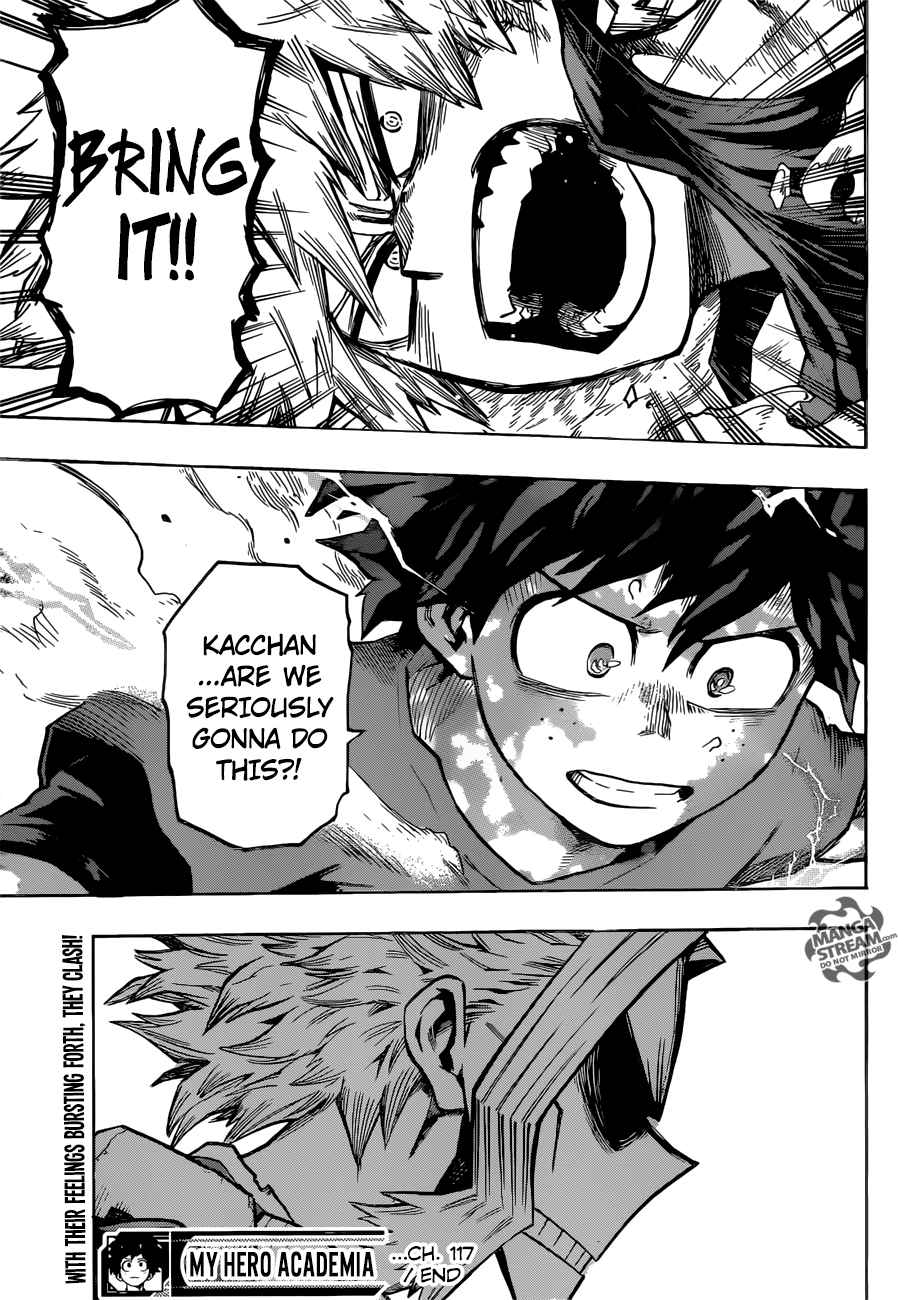 BRING
IT!!
KACCHAN
...ARE WE
SERIOUSLY
GONNA DO
THIS?!
MANGA
STREAM.com
DO NOT MIRROR
WITH THEIR FEELINGS BURSTING FORTH, THEY CLASH!
MY HERO ACADEMIA
...CH. 117
/ END